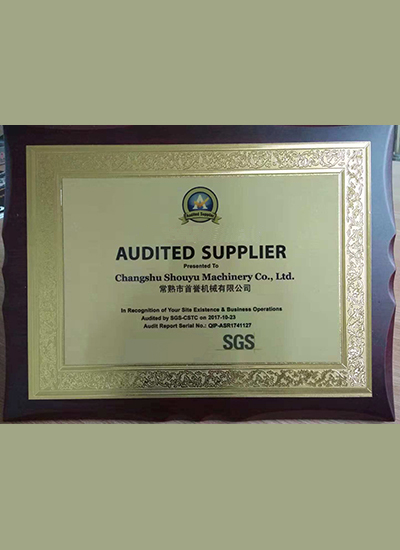 Audited Supplier
AUDITED SUPPLIER
Presented To
Changshu Shouyu Machinery Co., Ltd.
常熟市首誉机械有限公司
In Recognition of Your Site Existence & Business Operations
Audited by SGS-CSTC on 2017-10-23
Audit Report Serial No.: QIP-ASR1741127
SGS